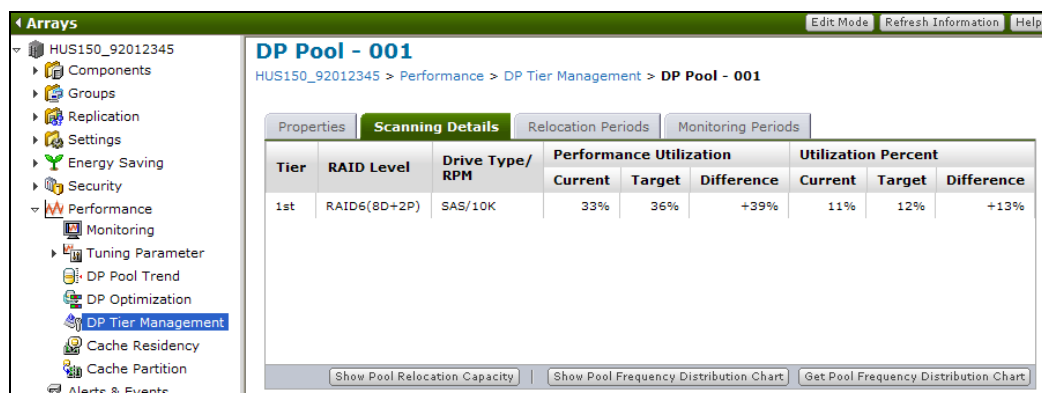 Arrays
Edit Mode Refresh Information Help
HUS150_92012345
Components
Groups
Replication
Settings
Energy Saving
Security
Performance
Monitoring
Tuning Parameter
DP Pool Trend
DP Optimization
DP Tier Management
Cache Residency
Cache Partition
Alerts & Events
DP Pool - 001
HUS150_92012345 > Performance > DP Tier Management > DP Pool - 001
Properties Scanning Details Relocation Periods Monitoring Periods
Tier RAID Level Drive Type/ RPM Performance Utilization Utilization Percent
Current Target Difference Current Target Difference
1st RAID6(8D+2P) SAS/10K 33% 36% +39% 11% 12% +13%
Show Pool Relocation Capacity | Show Pool Frequency Distribution Chart Get Pool Frequency Distribution Chart